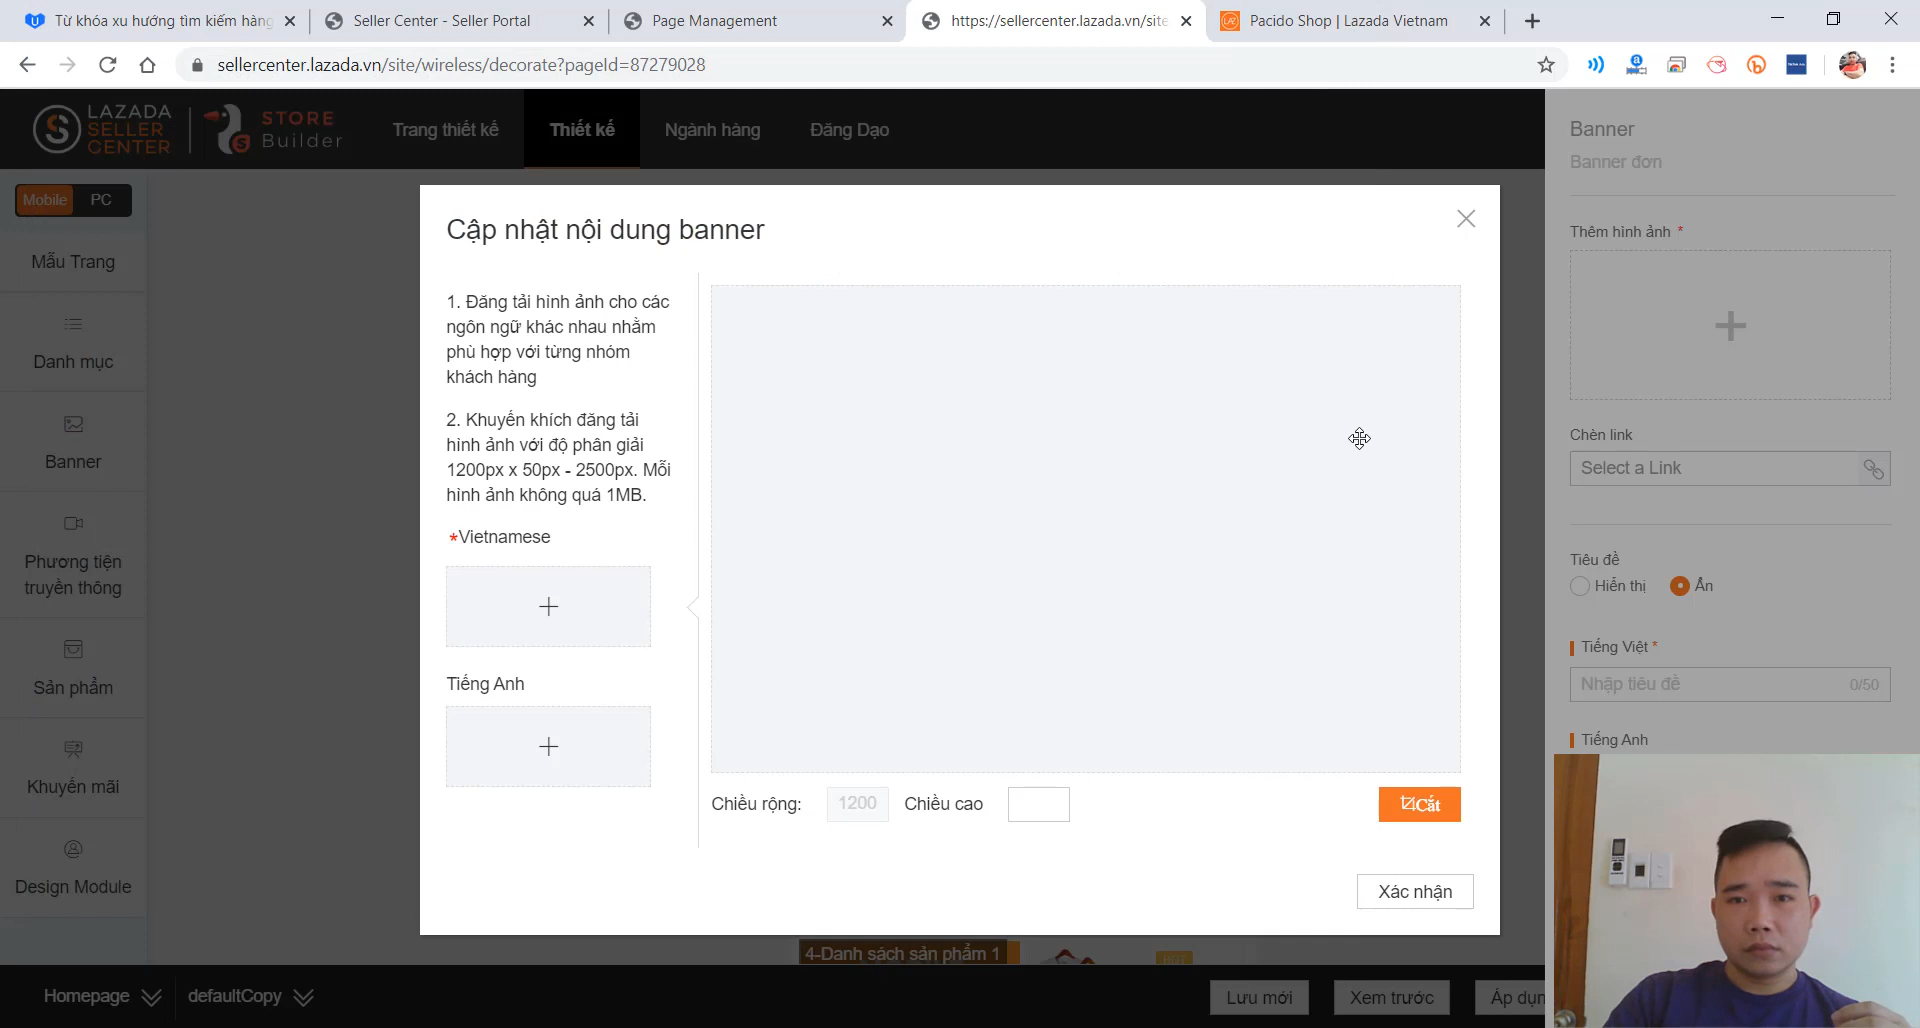 Từ khóa xu hướng tìm kiếm hàng
Seller Center - Seller Portal
Page Management
https://sellercenter.lazada.vn/site
Pacido Shop | Lazada Vietnam
sellercenter.lazada.vn/site/wireless/decorate?pageId=87279028
LAZADA
SELLER
CENTER
STORE
Builder
Trang thiết kế
Thiết kế
Ngành hàng
Đăng Dạo
Mobile
PC
Mẫu Trang
Danh mục
Banner
Phương tiện
truyền thông
Sản phẩm
Khuyến mãi
Design Module
Cập nhật nội dung banner
1. Đăng tải hình ảnh cho các
ngôn ngữ khác nhau nhằm
phù hợp với từng nhóm
khách hàng
2. Khuyến khích đăng tải
hình ảnh với độ phân giải
1200px x 50px - 2500px. Mỗi
hình ảnh không quá 1MB.
*Vietnamese
Tiếng Anh
Chiều rộng:
1200
Chiều cao
Cắt
Xác nhận
Banner
Banner đơn
Thêm hình ảnh *
Chèn link
Select a Link
Tiêu đề
Hiển thị
Ẩn
Tiếng Việt *
Nhập tiêu đề
0/50
Tiếng Anh
4-Danh sách sản phẩm 1
HOT
Homepage
defaultCopy
Lưu mới
Xem trước
Áp dụn